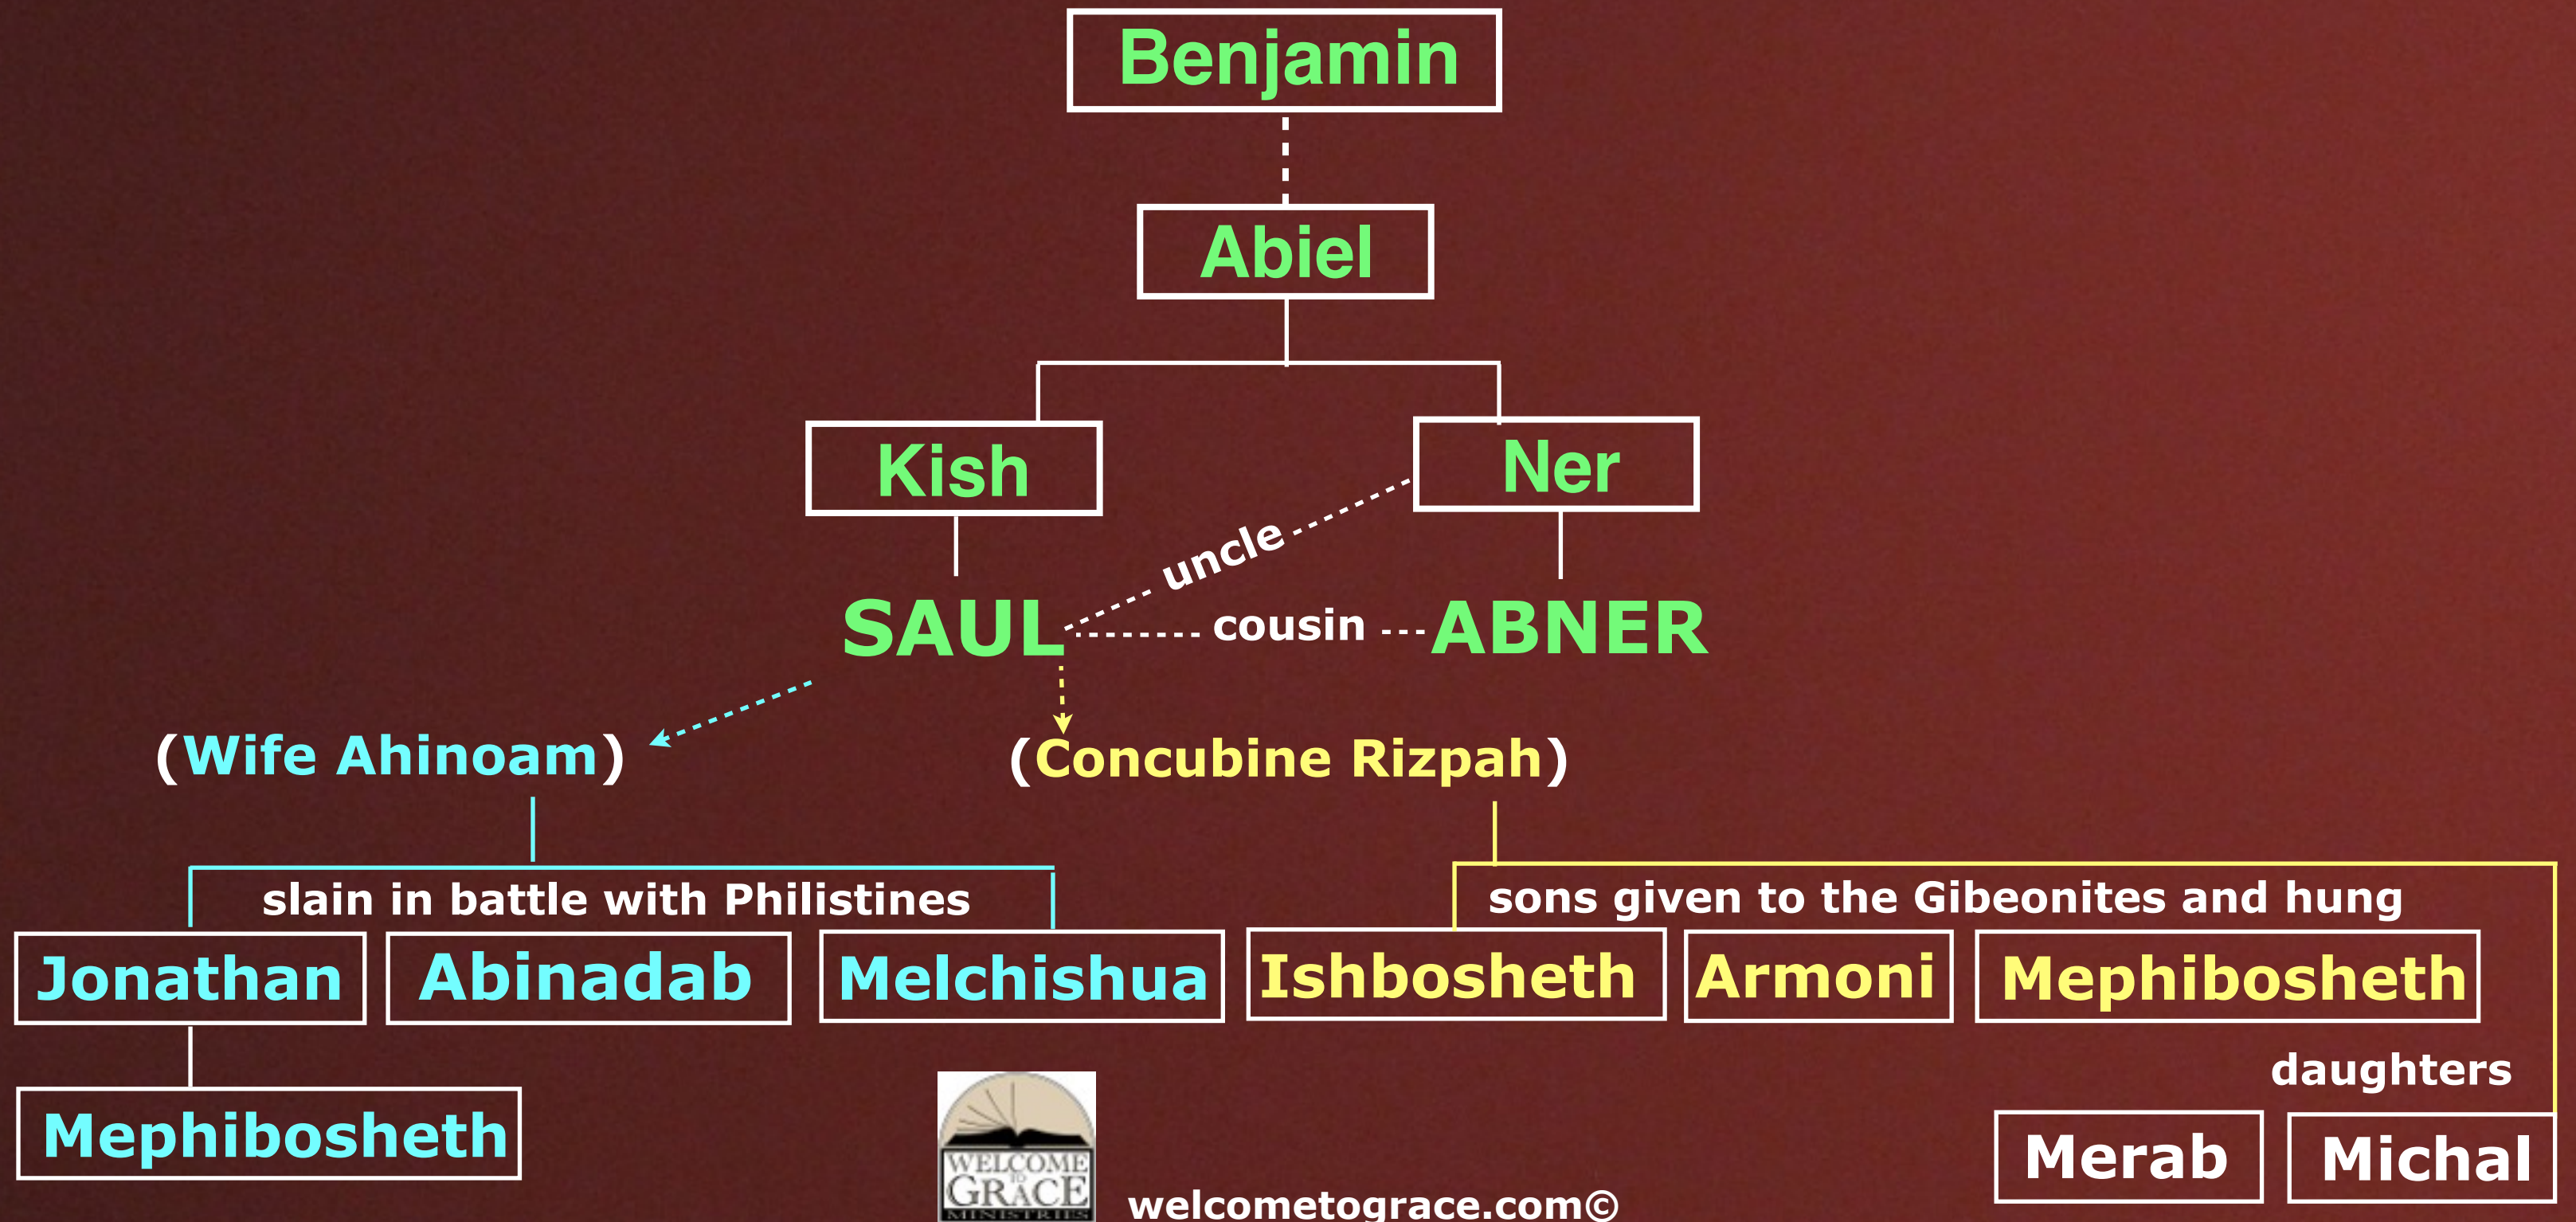 Benjamin
Abiel
Kish
Ner
uncle
SAUL
cousin
ABNER
(Wife Ahinoam)
(Concubine Rizpah)
slain in battle with Philistines
sons given to the Gibeonites and hung
Jonathan
Abinadab
Melchishua
Ishbosheth
Armoni
Mephibosheth
daughters
Mephibosheth
Merab
Michal
WELCOME
TO
GRACE
MINISTRIES
welcometograce.com©